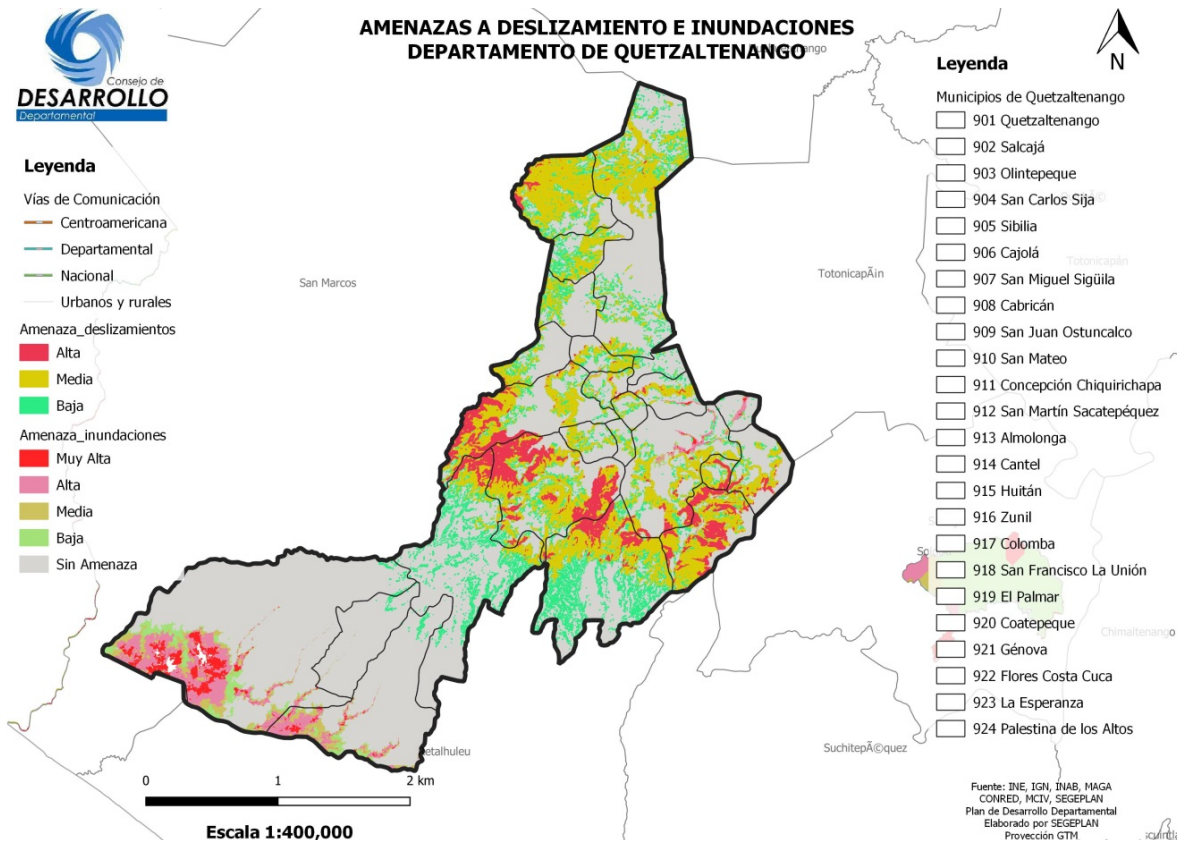 AMENAZAS A DESLIZAMIENTO E INUNDACIONES
DEPARTAMENTO DE QUETZALTENANGO
Consejo de
DESARROLLO
Departamental
Leyenda
Vías de Comunicación
Centroamericana
Departamental
Nacional
Urbanos y rurales
Amenaza_deslizamientos
Alta
Media
Baja
Amenaza_inundaciones
Muy Alta
Alta
Media
Baja
Sin Amenaza
San Marcos
TotonicapÃin
Totonicapán
SuchitepÃ©quez
Chimaltenango
etalhuleu
0
1
2 km
Escala 1:400,000
N
Leyenda
Municipios de Quetzaltenango
901 Quetzaltenango
902 Salcajá
903 Olintepeque
904 San Carlos Sija
905 Sibilia
906 Cajolá
907 San Miguel Sigüila
908 Cabricán
909 San Juan Ostuncalco
910 San Mateo
911 Concepción Chiquirichapa
912 San Martín Sacatepéquez
913 Almolonga
914 Cantel
915 Huitán
916 Zunil
917 Colomba
918 San Francisco La Unión
919 El Palmar
920 Coatepeque
921 Génova
922 Flores Costa Cuca
923 La Esperanza
924 Palestina de los Altos
Fuente: INE, IGN, INAB, MAGA
CONRED, MCIV, SEGEPLAN
Plan de Desarrollo Departamental
Elaborado por SEGEPLAN
Proyección GTM